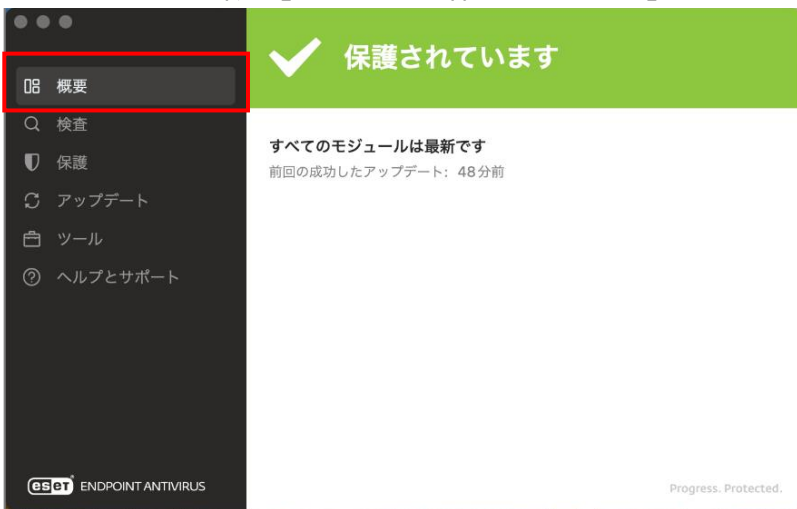 概要
検査
保護
アップデート
ツール
ヘルプとサポート
eset ENDPOINT ANTIVIRUS
保護されています
すべてのモジュールは最新です
前回の成功したアップデート: 48分前
Progress. Protected.